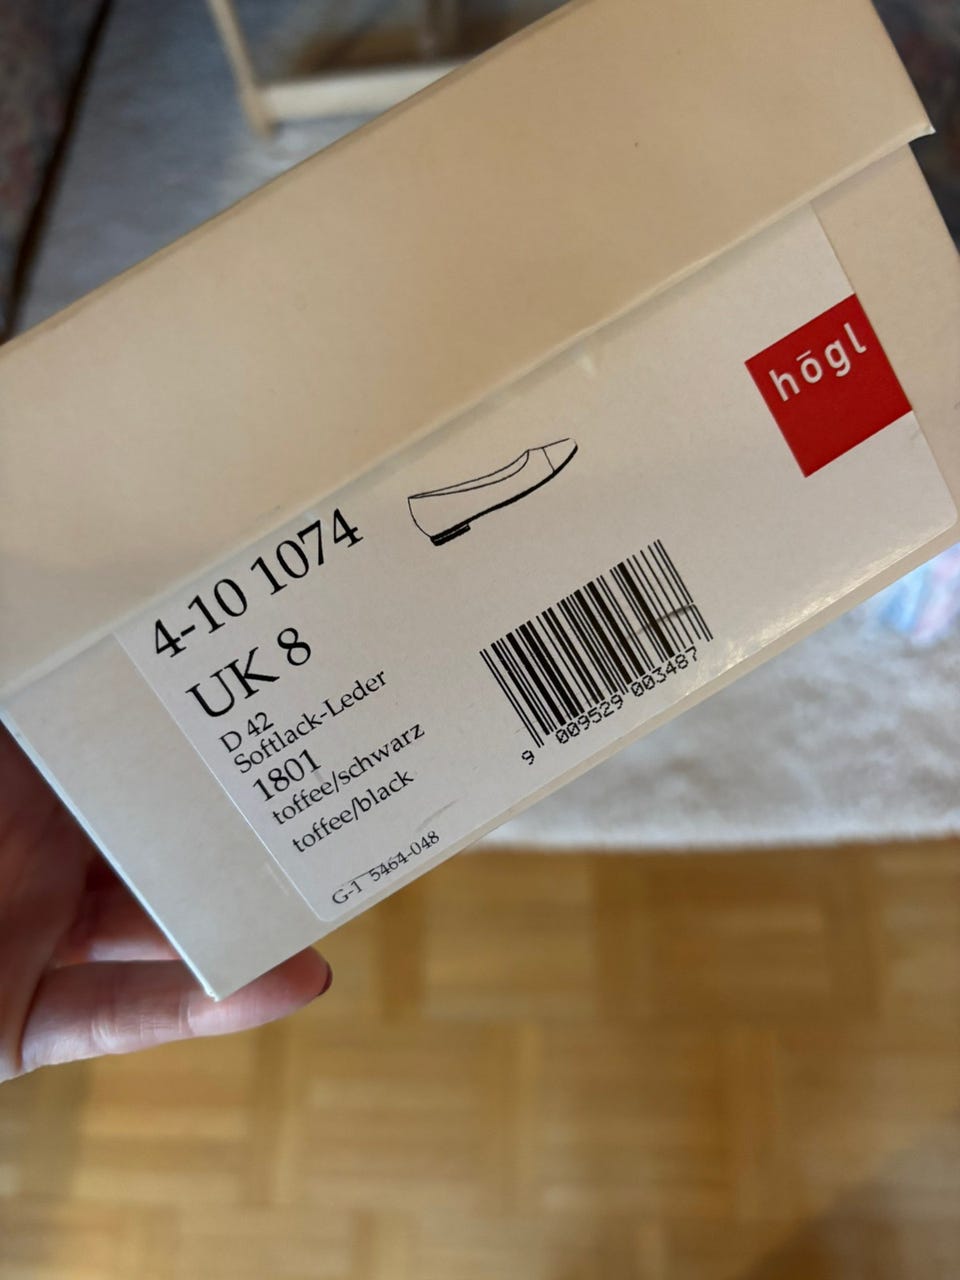 hōgl
4-10 1074
UK 8
D 42
Softlack-Leder
1801
toffee/schwarz
toffee/black
G-1 5464-048
9 009529 003487